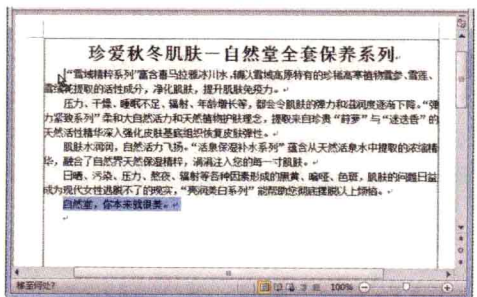 珍爱秋冬肌肤－自然堂全套保养系列
“雪域精粹系列”富含喜马拉雅冰川水,辅入雪域高原特有的珍稀高寒植物雪参、雪莲、
提取的活性成分，净化肌肤，提升肌肤免疫力。
压力、干燥、睡眠不足、辐射、年龄增长等，都会令肌肤的弹力和滋润度逐渐下降。“弹
力紧致系列”柔和大自然活力和天然植物护肤理念，提取来自珍贵“莳萝”与“迷迭香”的
天然活性精华深入强化皮肤基底组织恢复皮肤弹性。
肌肤水润润，自然活力飞扬。“活泉保湿补水系列”蕴含从天然活泉水中提取的浓缩精
华，融合了自然界天然保湿精粹，涓涓注入您的每一寸肌肤。
日晒、污染、压力、熬夜、辐射等各种因素形成的黑黄、暗哑、色斑，肌肤的问题日益
成为现代女性逃脱不了的现实，“亮润美白系列”能帮助您彻底摆脱以上烦恼。
自然堂，你本来就很美。
移至何处?
100%